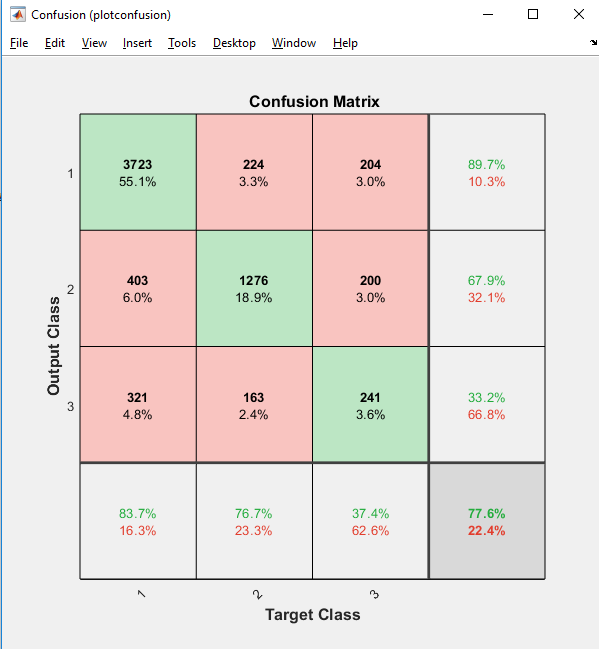 Confusion (plotconfusion)
File Edit View Insert Tools Desktop Window Help
Confusion Matrix
1
3723 224 204 89.7%
55.1% 3.3% 3.0% 10.3%
2
403 1276 200 67.9%
6.0% 18.9% 3.0% 32.1%
3
321 163 241 33.2%
4.8% 2.4% 3.6% 66.8%
83.7% 76.7% 37.4% 77.6%
16.3% 23.3% 62.6% 22.4%
Output Class
1 2 3
Target Class